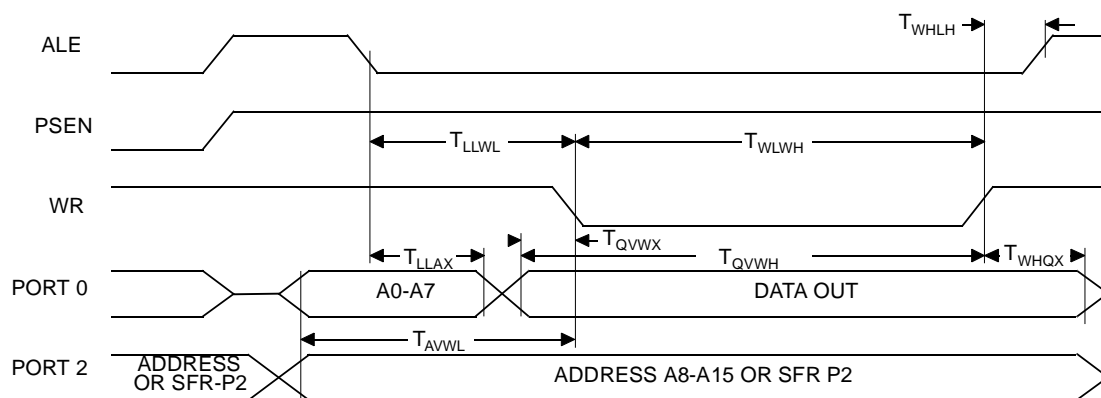 T_WHLH
ALE
PSEN
T_LLWL
T_WLWH
WR
T_QVWX
T_LLAX
T_QVWH
T_WHQX
PORT 0
A0-A7
DATA OUT
T_AVWL
PORT 2
ADDRESS
OR SFR-P2
ADDRESS A8-A15 OR SFR P2